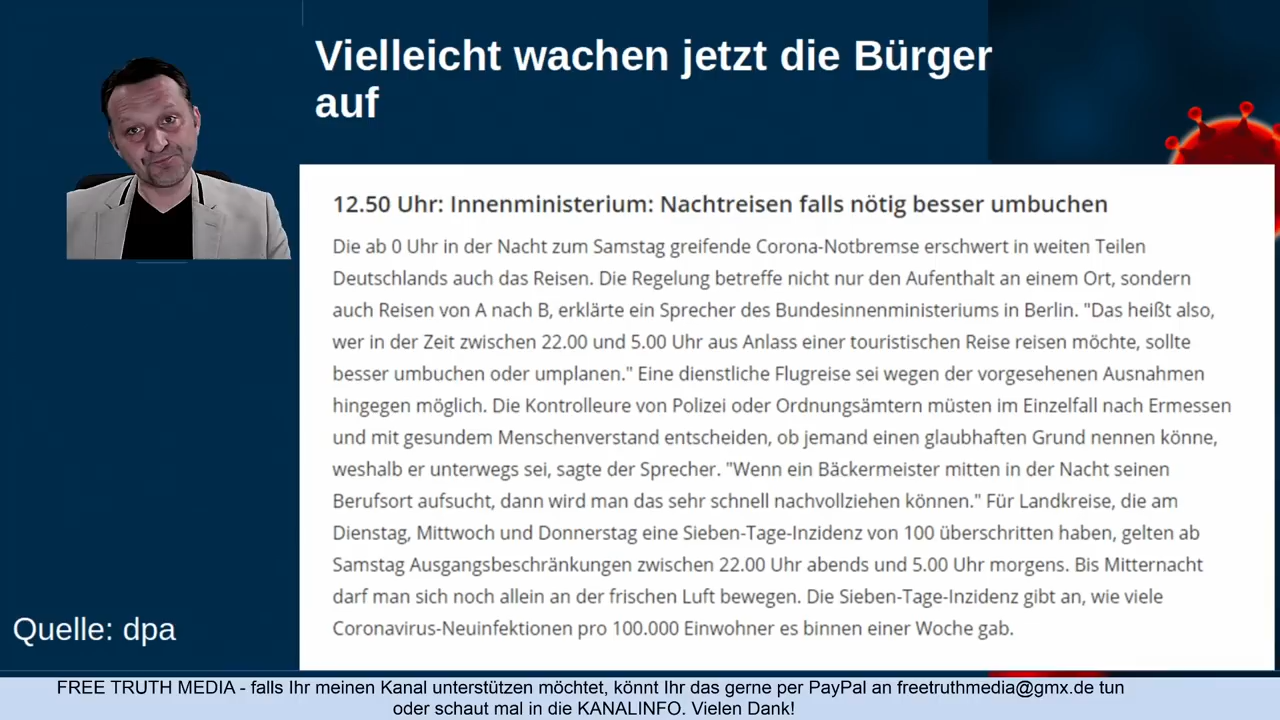 Vielleicht wachen jetzt die Bürger
auf
12.50 Uhr: Innenministerium: Nachtreisen falls nötig besser umbuchen
Die ab 0 Uhr in der Nacht zum Samstag greifende Corona-Notbremse erschwert in weiten Teilen
Deutschlands auch das Reisen. Die Regelung betreffe nicht nur den Aufenthalt an einem Ort, sondern
auch Reisen von A nach B, erklärte ein Sprecher des Bundesinnenministeriums in Berlin. "Das heißt also,
wer in der Zeit zwischen 22.00 und 5.00 Uhr aus Anlass einer touristischen Reise reisen möchte, sollte
besser umbuchen oder umplanen." Eine dienstliche Flugreise sei wegen der vorgesehenen Ausnahmen
hingegen möglich. Die Kontrolleure von Polizei oder Ordnungsämtern müsten im Einzelfall nach Ermessen
und mit gesundem Menschenverstand entscheiden, ob jemand einen glaubhaften Grund nennen könne,
weshalb er unterwegs sei, sagte der Sprecher. "Wenn ein Bäckermeister mitten in der Nacht seinen
Berufsort aufsucht, dann wird man das sehr schnell nachvollziehen können." Für Landkreise, die am
Dienstag, Mittwoch und Donnerstag eine Sieben-Tage-Inzidenz von 100 überschritten haben, gelten ab
Samstag Ausgangsbeschränkungen zwischen 22.00 Uhr abends und 5.00 Uhr morgens. Bis Mitternacht
darf man sich noch allein an der frischen Luft bewegen. Die Sieben-Tage-Inzidenz gibt an, wie viele
Coronavirus-Neuinfektionen pro 100.000 Einwohner es binnen einer Woche gab.
Quelle: dpa
FREE TRUTH MEDIA - falls Ihr meinen Kanal unterstützen möchtet, könnt Ihr das gerne per PayPal an freetruthmedia@gmx.de tun
oder schaut mal in die KANALINFO. Vielen Dank!